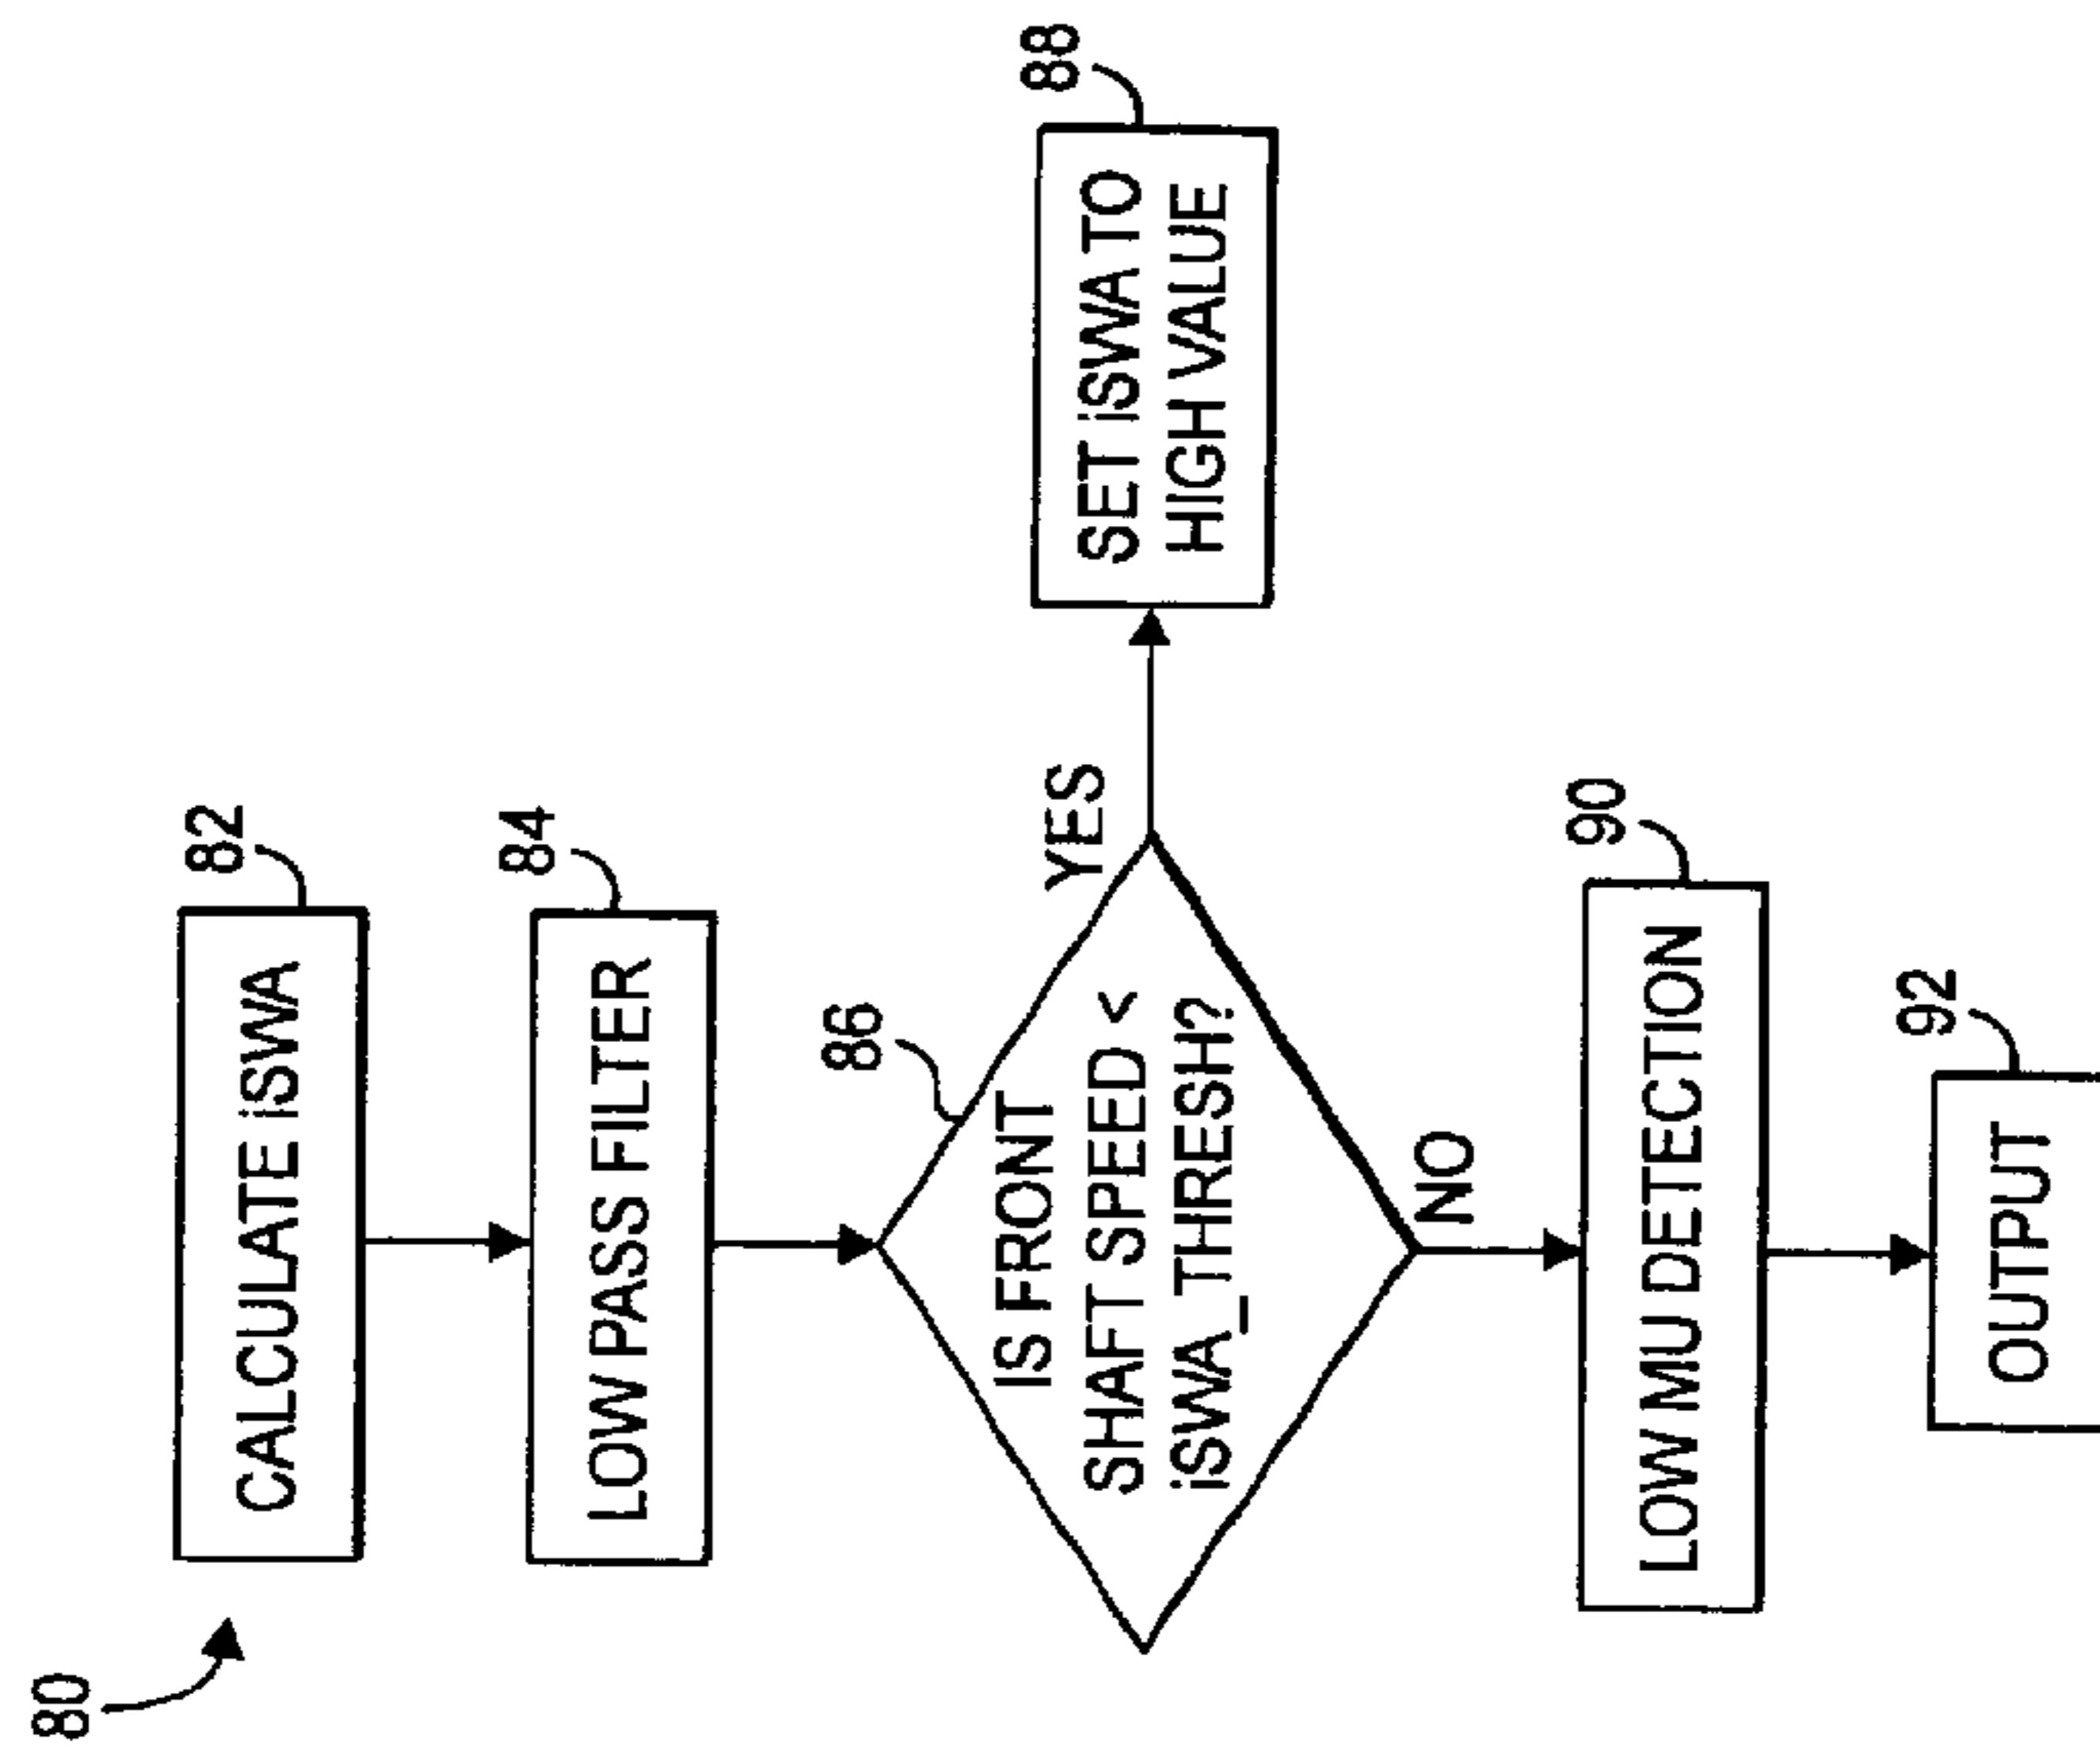 80
CALCULATE iSWA
82
LOW PASS FILTER
84
86
IS FRONT
SHAFT SPEED <
iSWA_THRESH?
YES
SET iSWA TO
HIGH VALUE
88
NO
LOW MU DETECTION
90
OUTPUT
92